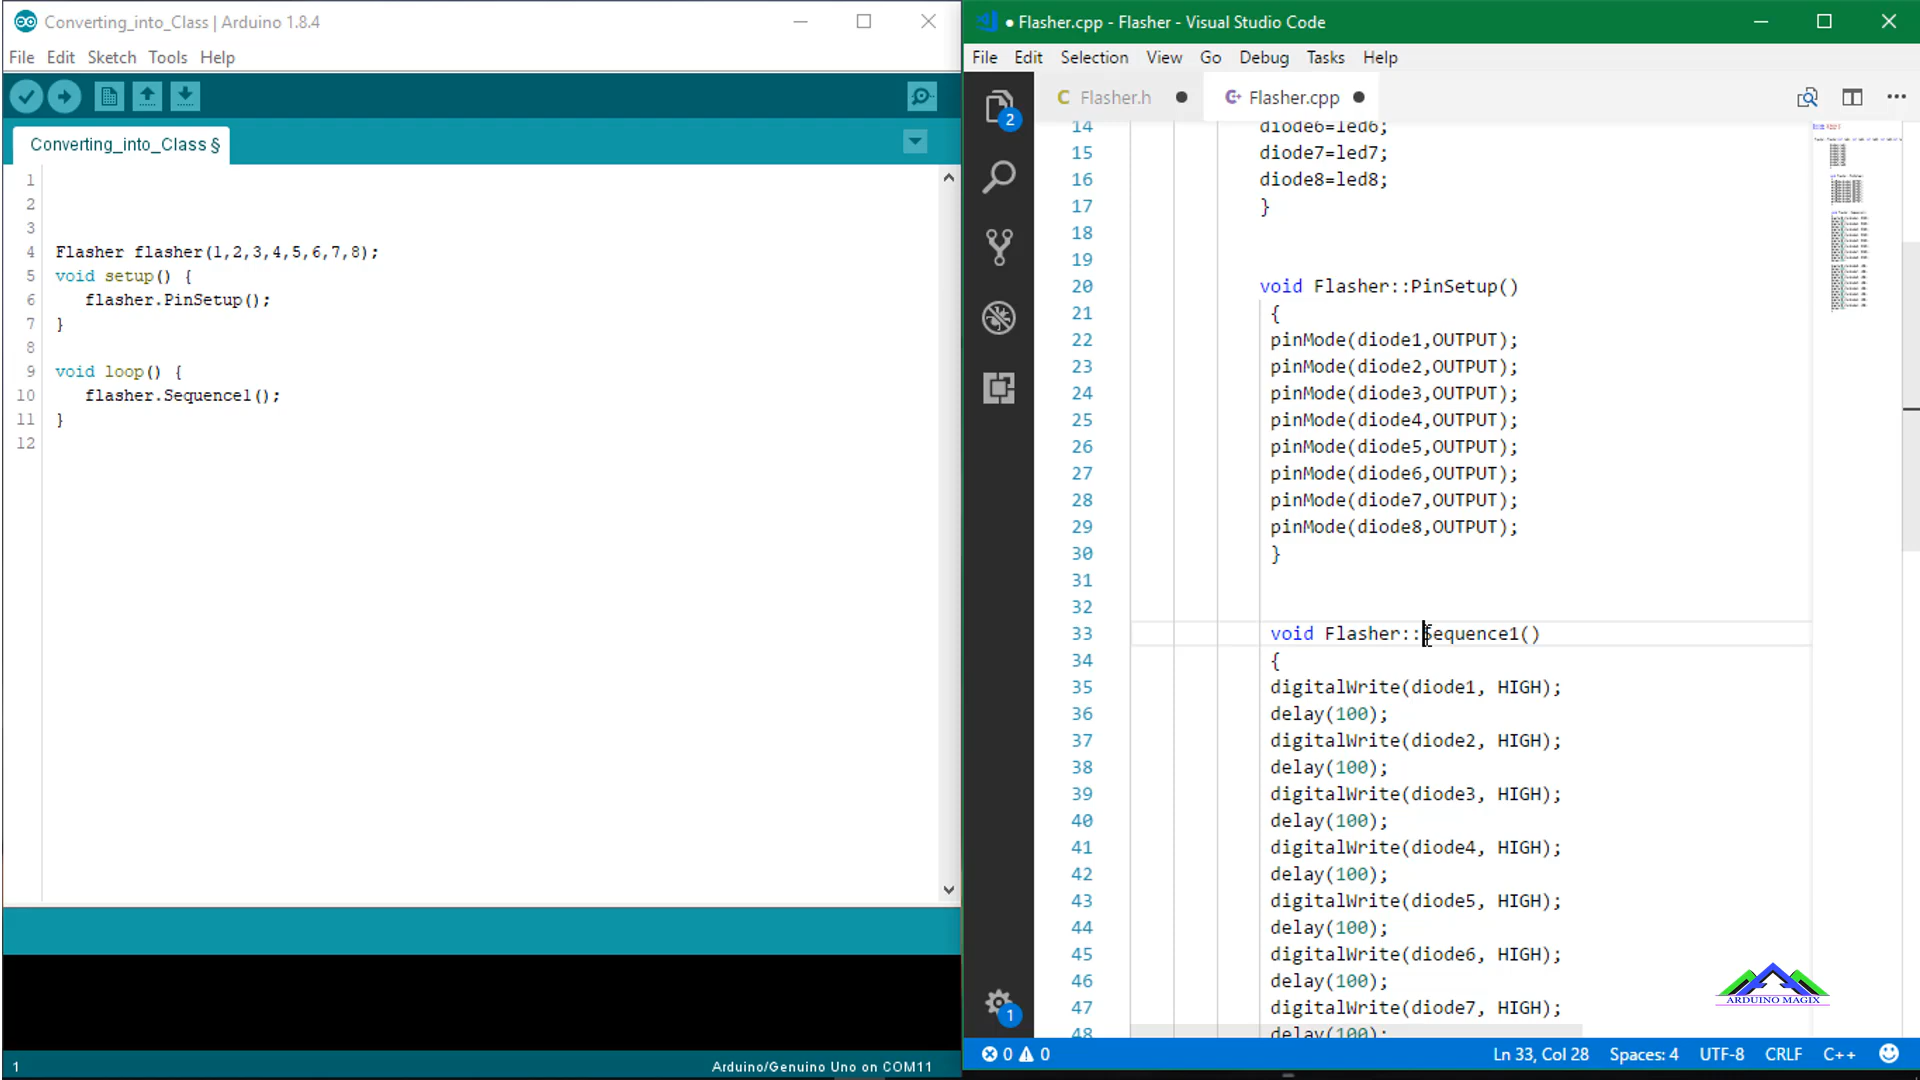 Converting_into_Class | Arduino 1.8.4
File Edit Sketch Tools Help
Converting_into_Class §
1
2
3
4 Flasher flasher(1,2,3,4,5,6,7,8);
5 void setup() {
6 flasher.PinSetup();
7 }
8
9 void loop() {
10 flasher.Sequence1();
11 }
12
1
Arduino/Genuino Uno on COM11
● Flasher.cpp - Flasher - Visual Studio Code
File Edit Selection View Go Debug Tasks Help
C Flasher.h ● Flasher.cpp ●
2
1
14 diode6=led6;
15 diode7=led7;
16 diode8=led8;
17 }
18
19
20 void Flasher::PinSetup()
21 {
22 pinMode(diode1,OUTPUT);
23 pinMode(diode2,OUTPUT);
24 pinMode(diode3,OUTPUT);
25 pinMode(diode4,OUTPUT);
26 pinMode(diode5,OUTPUT);
27 pinMode(diode6,OUTPUT);
28 pinMode(diode7,OUTPUT);
29 pinMode(diode8,OUTPUT);
30 }
31
32
33 void Flasher::Sequence1()
34 {
35 digitalWrite(diode1, HIGH);
36 delay(100);
37 digitalWrite(diode2, HIGH);
38 delay(100);
39 digitalWrite(diode3, HIGH);
40 delay(100);
41 digitalWrite(diode4, HIGH);
42 delay(100);
43 digitalWrite(diode5, HIGH);
44 delay(100);
45 digitalWrite(diode6, HIGH);
46 delay(100);
47 digitalWrite(diode7, HIGH);
48 delay(100);
ARDUINO MAGIX
0 0 Ln 33, Col 28 Spaces: 4 UTF-8 CRLF C++